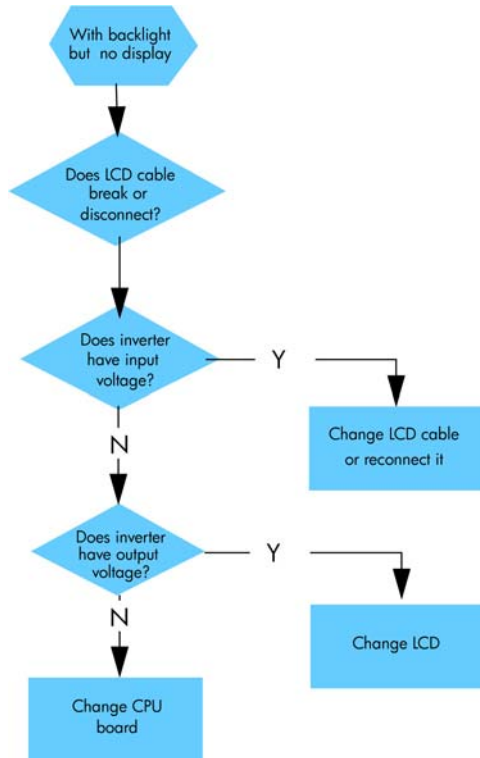 With backlight
but no display
Does LCD cable
break or
disconnect?
Does inverter
have input
voltage?
Y
Change LCD cable
or reconnect it
N
Does inverter
have output
voltage?
Y
Change LCD
N
Change CPU
board